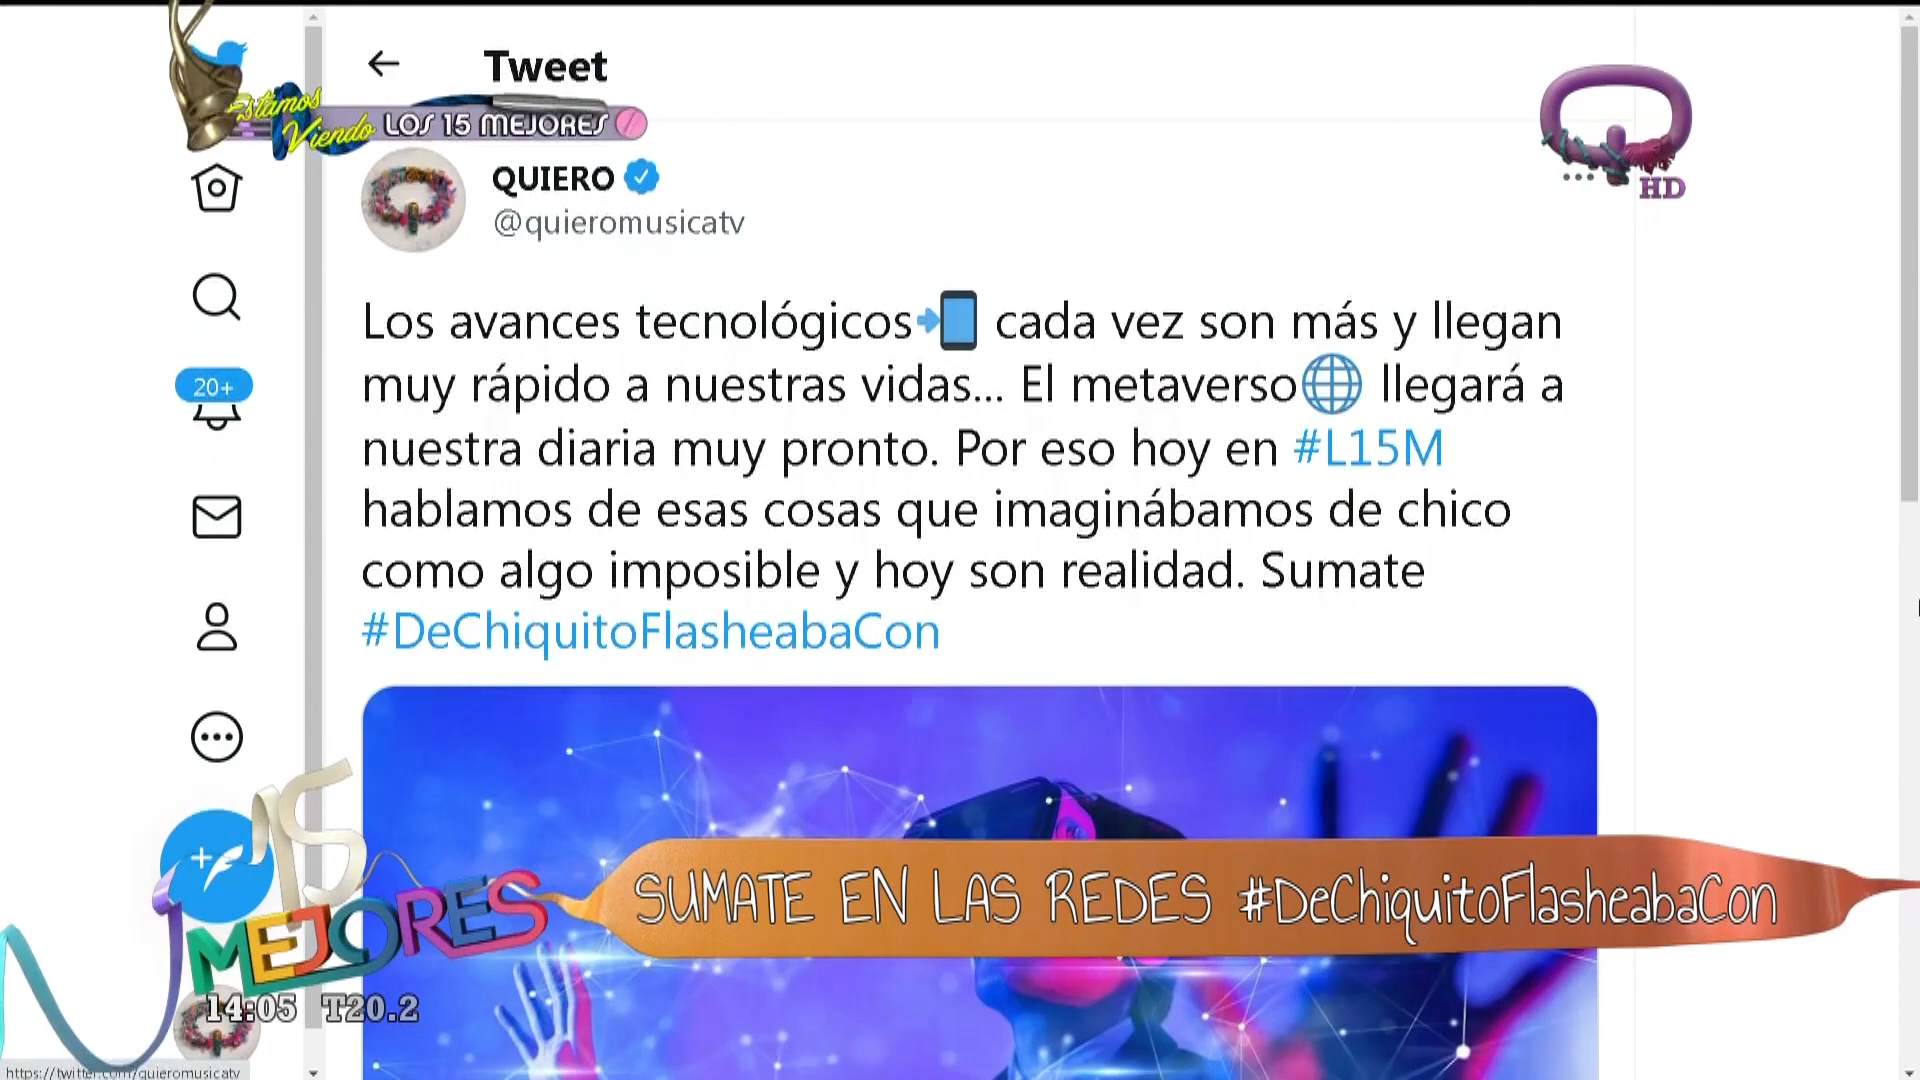 Tweet
Estamos
Viendo LOS 15 MEJORES
QUIERO
@quieromusicatv
HD
20+
Los avances tecnológicos cada vez son más y llegan
muy rápido a nuestras vidas... El metaverso llegará a
nuestra diaria muy pronto. Por eso hoy en #L15M
hablamos de esas cosas que imaginábamos de chico
como algo imposible y hoy son realidad. Sumate
#DeChiquitoFlasheabaCon
15
MEJORES
SUMATE EN LAS REDES #DeChiquitoFlasheabaCon
14:05 T20.2
https://twitter.com/quieromusicatv